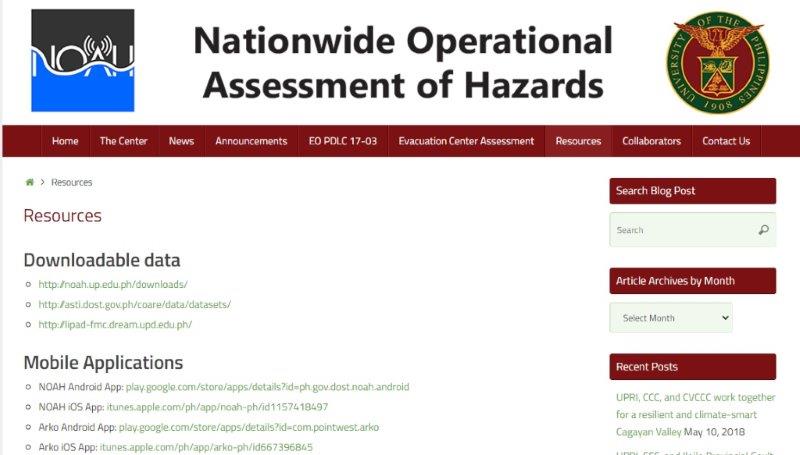 NOAH
Nationwide Operational
Assessment of Hazards
UNIVERSITY OF THE PHILIPPINES
1908
Home The Center News Announcements EO PDLC 17-03 Evacuation Center Assessment Resources Collaborators Contact Us
Resources
Resources
Downloadable data
http://noah.up.edu.ph/downloads/
http://asti.dost.gov.ph/coare/data/datasets/
http://lipad-fmc.dream.upd.edu.ph/
Mobile Applications
NOAH Android App: play.google.com/store/apps/details?id=ph.gov.dost.noah.android
NOAH iOS App: itunes.apple.com/ph/app/noah-ph/id1157418497
Arko Android App: play.google.com/store/apps/details?id=com.pointwest.arko
Arko iOS App: itunes.apple.com/ph/app/arko-ph/id667396845
Search Blog Post
Search
Article Archives by Month
Select Month
Recent Posts
UPRI, CCC, and CVCCC work together
for a resilient and climate-smart
Cagayan Valley May 10, 2018